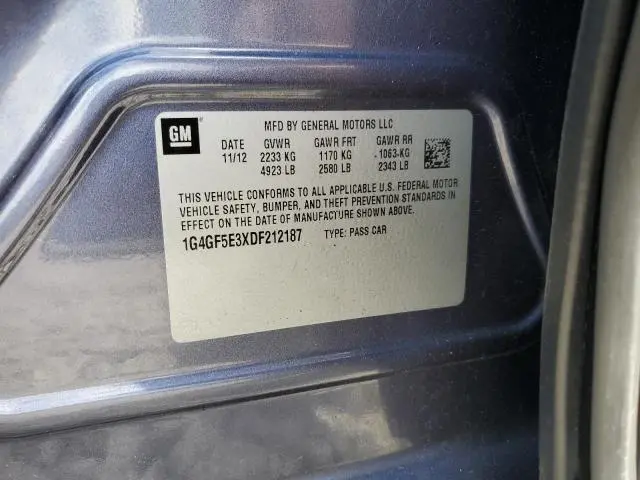 GM
MFD BY GENERAL MOTORS LLC
DATE GVWR GAWR FRT GAWR RR
11/12 2233 KG 1170 KG 1063 KG
4923 LB 2580 LB 2343 LB
THIS VEHICLE CONFORMS TO ALL APPLICABLE U.S. FEDERAL MOTOR
VEHICLE SAFETY, BUMPER, AND THEFT PREVENTION STANDARDS IN
EFFECT ON THE DATE OF MANUFACTURE SHOWN ABOVE.
1G4GF5E3XDF212187 TYPE: PASS CAR